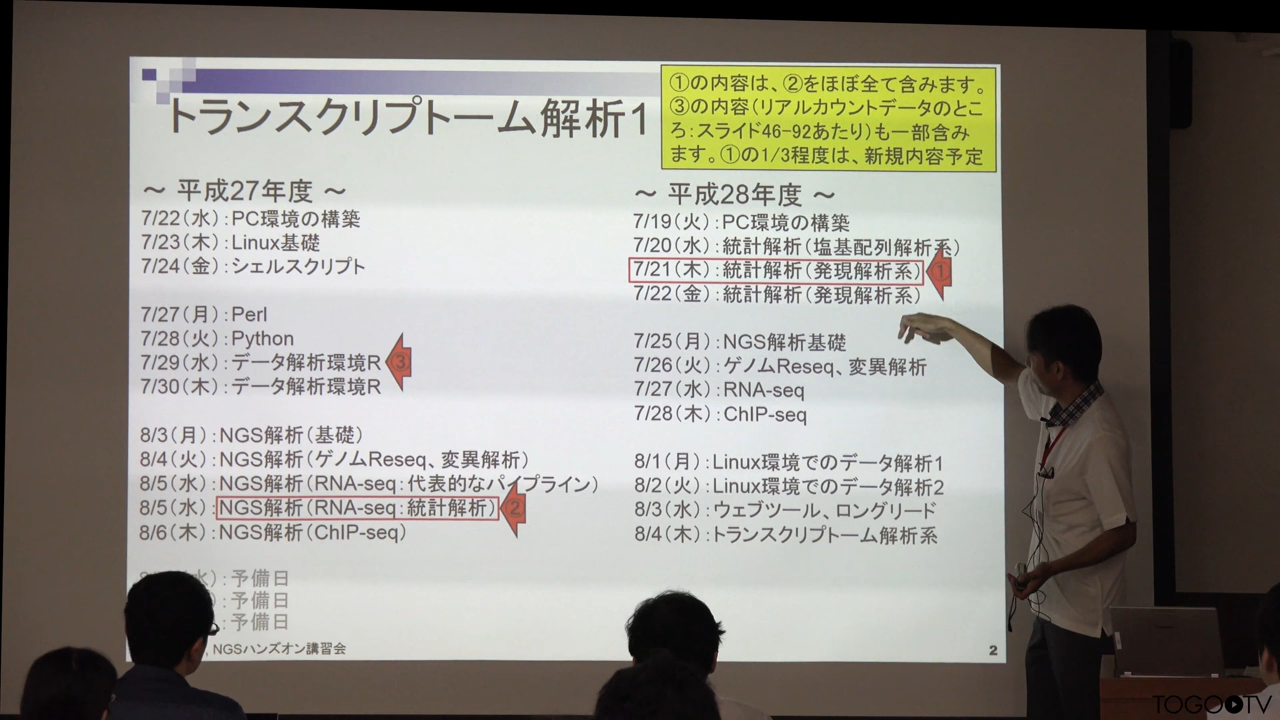 トランスクリプトーム解析1
①の内容は、②をほぼ全て含みます。
③の内容(リアルカウントデータのとこ
ろ:スライド46-92あたり)も一部含み
ます。①の1/3程度は、新規内容予定
～ 平成27年度 ～
7/22(水):PC環境の構築
7/23(木):Linux基礎
7/24(金):シェルスクリプト
7/27(月):Perl
7/28(火):Python
7/29(水):データ解析環境R
③
7/30(木):データ解析環境R
8/3(月):NGS解析(基礎)
8/4(火):NGS解析(ゲノムReseq、変異解析)
8/5(水):NGS解析(RNA-seq:代表的なパイプライン)
8/5(水):NGS解析(RNA-seq:統計解析)
②
8/6(木):NGS解析(ChIP-seq)
水):予備日
:予備日
:予備日
～ 平成28年度 ～
7/19(火):PC環境の構築
7/20(水):統計解析(塩基配列解析系)
7/21(木):統計解析(発現解析系)
①
7/22(金):統計解析(発現解析系)
7/25(月):NGS解析基礎
7/26(火):ゲノムReseq、変異解析
7/27(水):RNA-seq
7/28(木):ChIP-seq
8/1(月):Linux環境でのデータ解析1
8/2(火):Linux環境でのデータ解析2
8/3(水):ウェブツール、ロングリード
8/4(木):トランスクリプトーム解析系
, NGSハンズオン講習会
2
TOGOTV